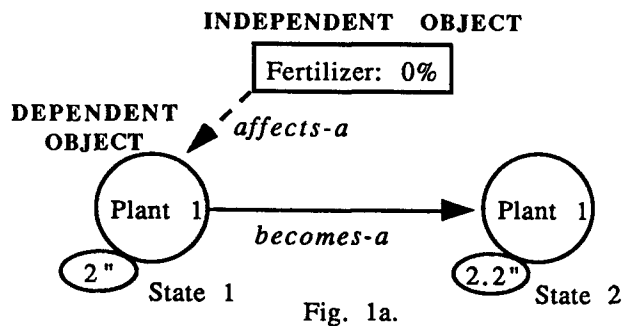 INDEPENDENT OBJECT
Fertilizer: 0%
DEPENDENT
OBJECT
affects-a
Plant 1
Plant 1
becomes-a
2"
State 1
2.2"
State 2
Fig. 1a.